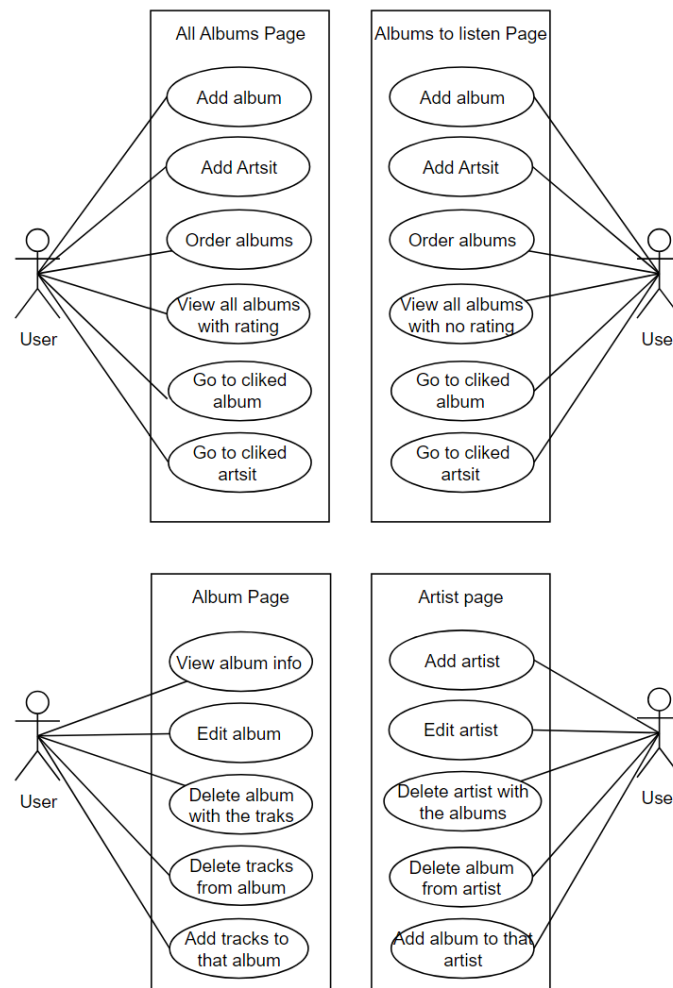 All Albums Page
Add album
Add Artsit
Order albums
View all albums
with rating
Go to cliked
album
Go to cliked
artsit
User
Albums to listen Page
Add album
Add Artsit
Order albums
View all albums
with no rating
Go to cliked
album
Go to cliked
artsit
Use
Album Page
View album info
Edit album
Delete album
with the traks
Delete tracks
from album
Add tracks to
that album
User
Artist page
Add artist
Edit artist
Delete artist with
the albums
Delete album
from artist
Add album to that
artist
Use